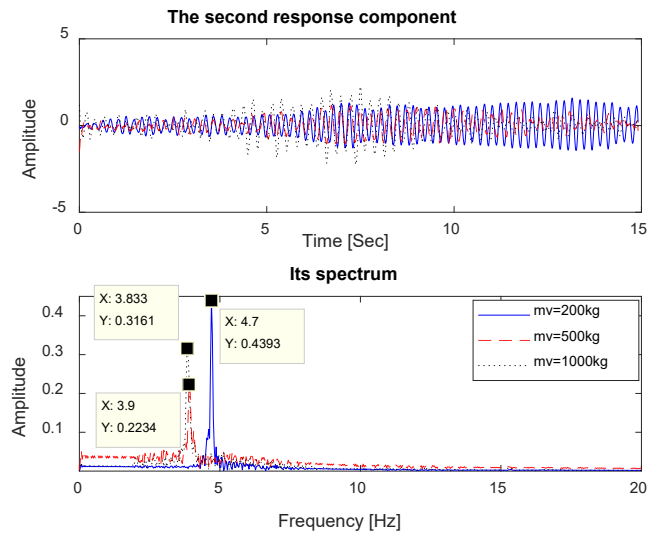 The second response component
5
0
-5
Amplitude
0
5
10
15
Time [Sec]
Its spectrum
X: 3.833
Y: 0.3161
X: 4.7
Y: 0.4393
X: 3.9
Y: 0.2234
mv=200kg
mv=500kg
mv=1000kg
0.4
0.3
0.2
0.1
Amplitude
0
5
10
15
20
Frequency [Hz]